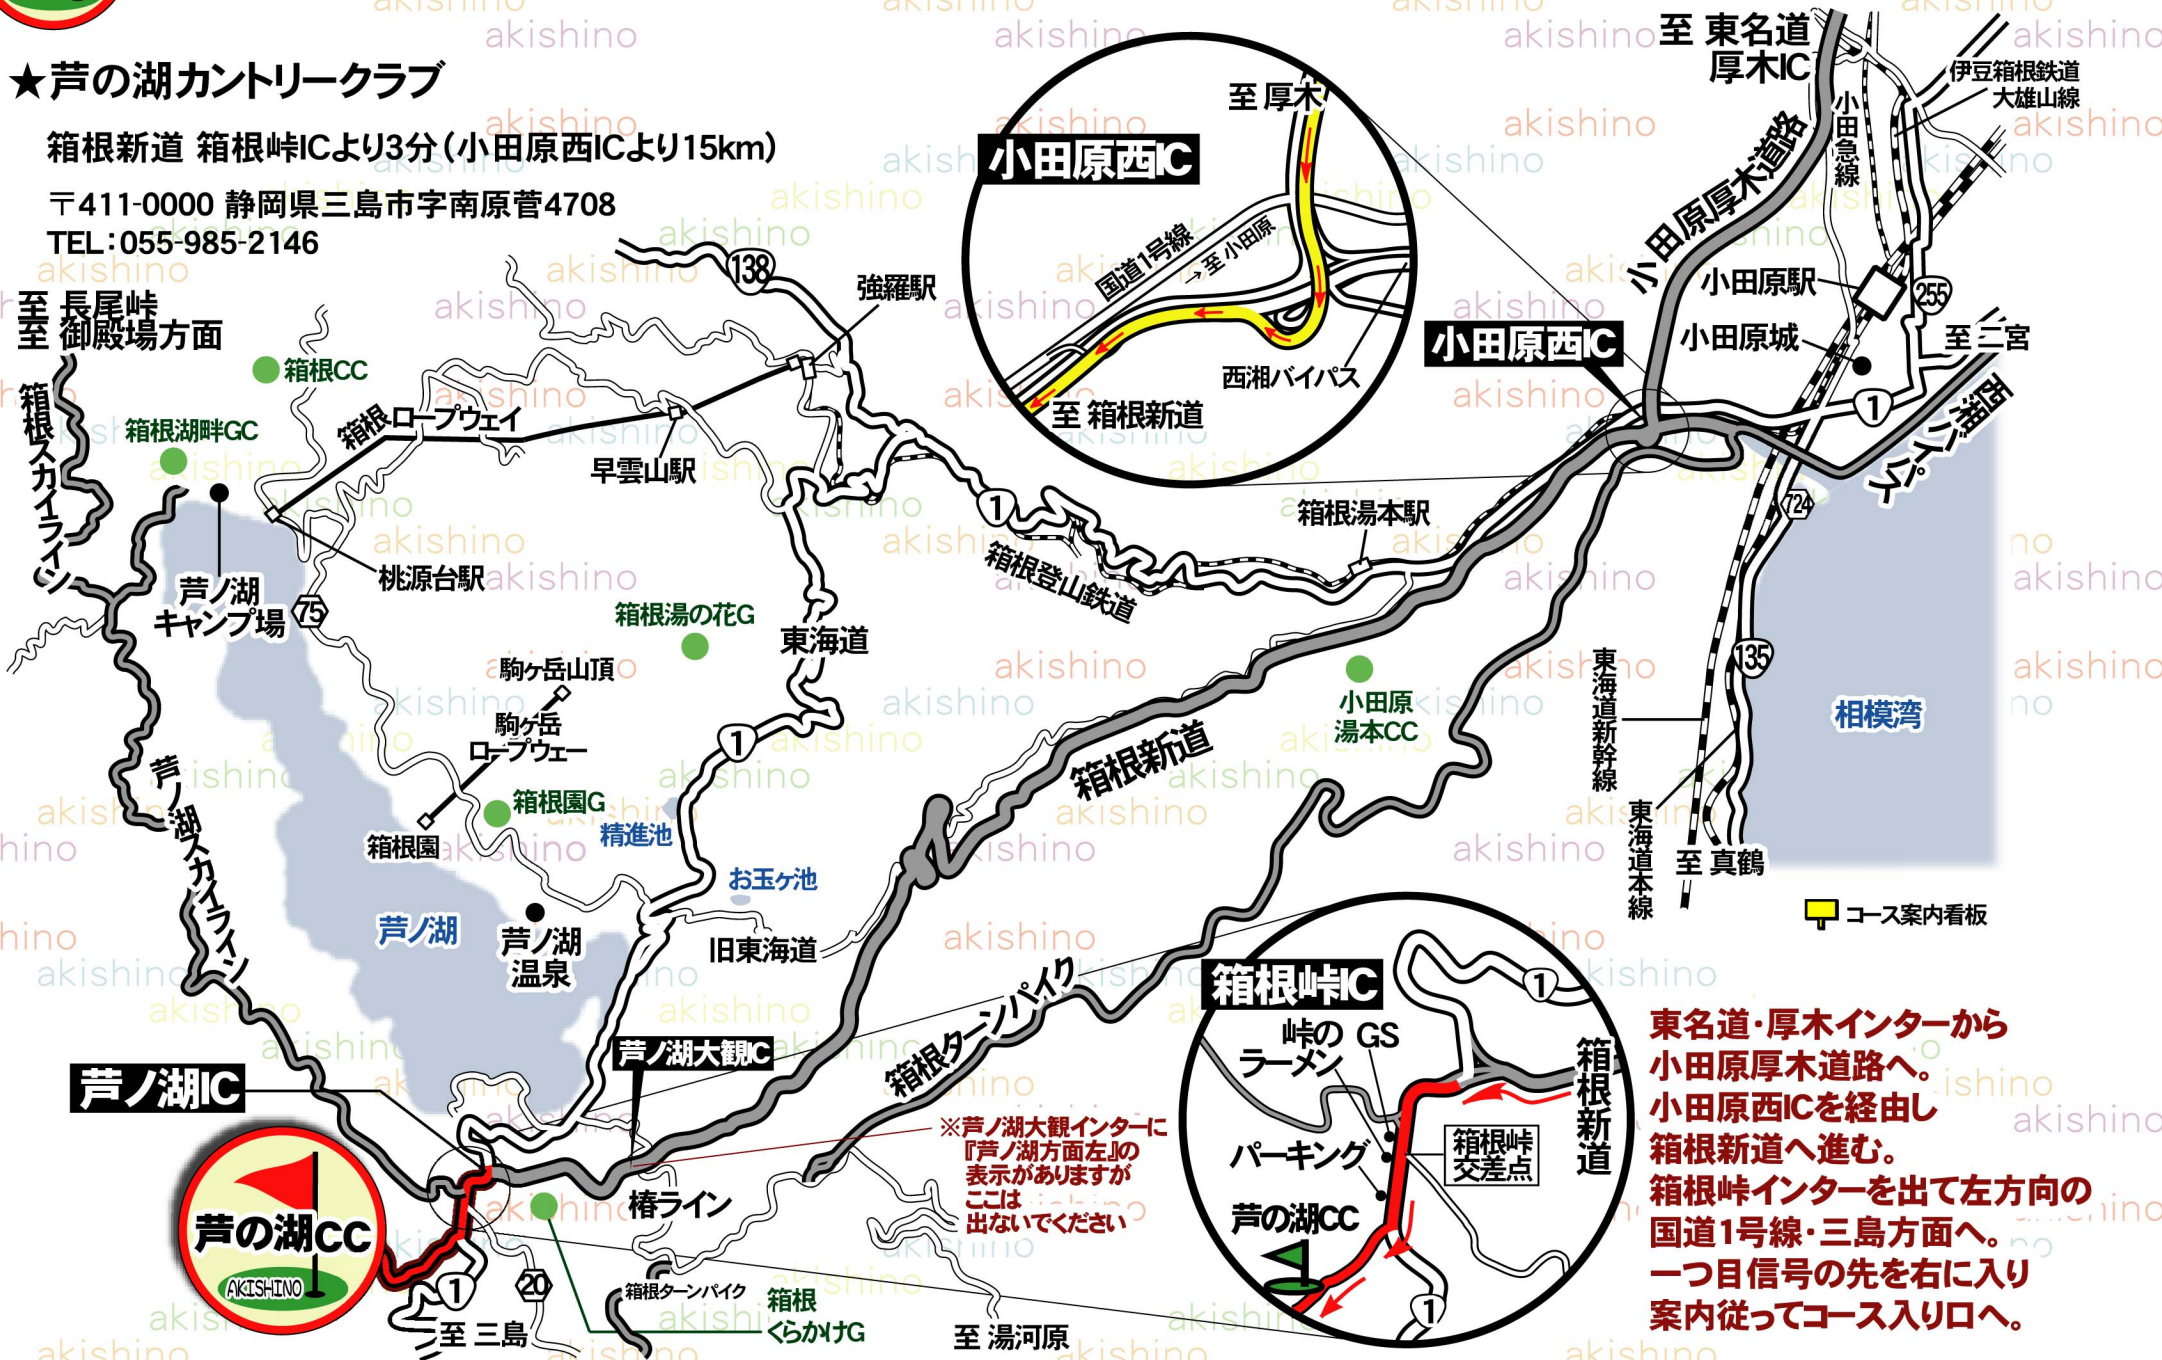 ★芦の湖カントリークラブ
箱根新道 箱根峠ICより3分(小田原西ICより15km)
〒411-0000 静岡県三島市字南原菅4708
TEL:055-985-2146
至 長尾峠
至 御殿場方面
箱根スカイライン
箱根CC
箱根湖畔GC
箱根 ロープウェイ
138
強羅駅
早雲山駅
桃源台駅
芦ノ湖
キャンプ場
75
箱根湯の花G
駒ヶ岳山頂
駒ヶ岳
ロープウェー
箱根園G
箱根園
精進池
お玉ヶ池
東海道
1
1
旧東海道
芦ノ湖
芦ノ湖
温泉
芦ノ湖スカイライン
芦ノ湖大観IC
芦ノ湖IC
芦の湖CC
AKISHINO
1
20
至 三島
椿ライン
箱根ターンパイク
箱根
くらかけG
至 湯河原
箱根ターンパイク
※芦ノ湖大観インターに
『芦ノ湖方面左』の
表示がありますが
ここは
出ないでください
小田原西IC
至 厚木
国道1号線
→至 小田原
西湘バイパス
至 箱根新道
箱根湯本駅
箱根登山鉄道
箱根新道
小田原
湯本CC
至 東名道
厚木IC
小田原厚木道路
小田急線
伊豆箱根鉄道
大雄山線
小田原駅
255
小田原城
至 二宮
小田原西IC
1
西湘バイパス
724
135
相模湾
東海道新幹線
東海道本線
至 真鶴
コース案内看板
箱根峠IC
1
峠の
ラーメン
GS
箱根新道
パーキング
箱根峠
交差点
芦の湖CC
1
東名道・厚木インターから
小田原厚木道路へ。
小田原西ICを経由し
箱根新道へ進む。
箱根峠インターを出て左方向の
国道1号線・三島方面へ。
一つ目信号の先を右に入り
案内従ってコース入り口へ。
akishino